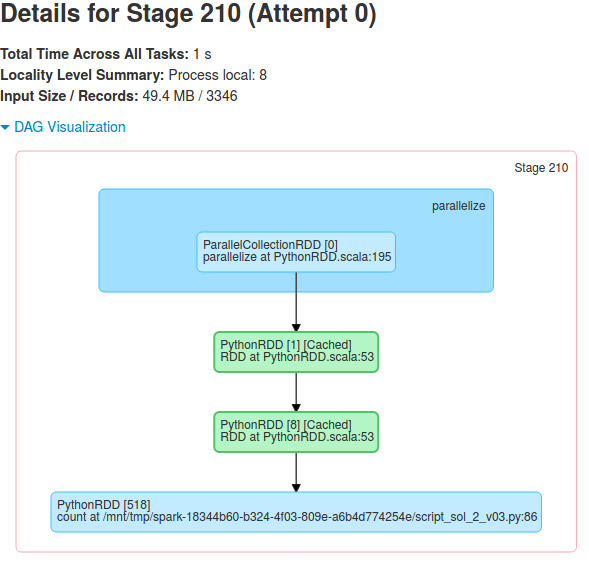 Details for Stage 210 (Attempt 0)
Total Time Across All Tasks: 1 s
Locality Level Summary: Process local: 8
Input Size / Records: 49.4 MB / 3346
DAG Visualization
Stage 210
parallelize
ParallelCollectionRDD [0]
parallelize at PythonRDD.scala:195
PythonRDD [1] [Cached]
RDD at PythonRDD.scala:53
PythonRDD [8] [Cached]
RDD at PythonRDD.scala:53
PythonRDD [518]
count at /mnt/tmp/spark-18344b60-b324-4f03-809e-a6b4d774254e/script_sol_2_v03.py:86